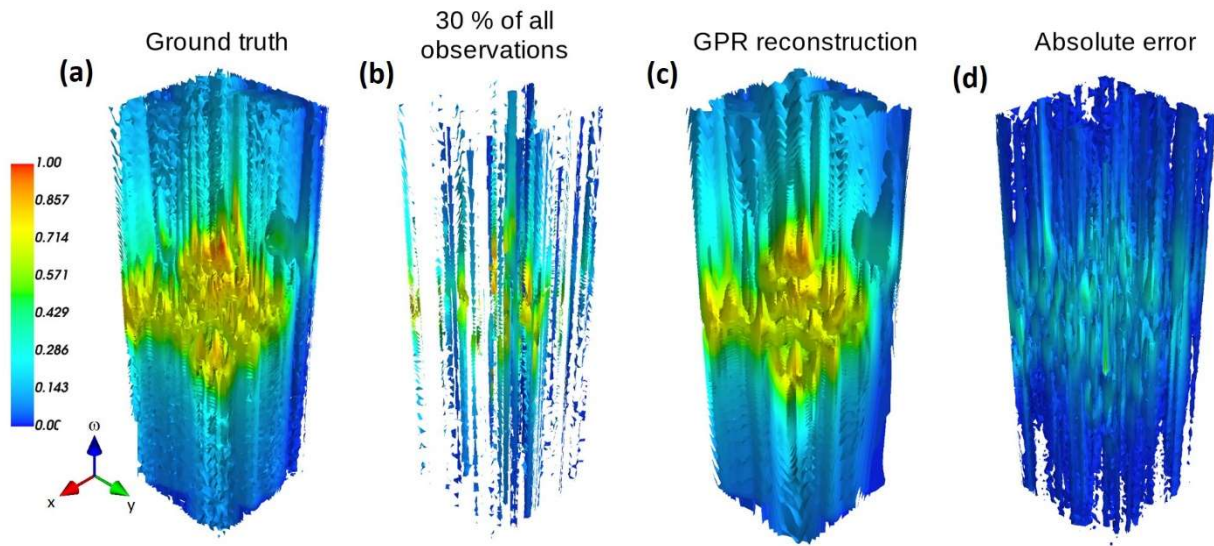 30 % of all
observations
Ground truth
GPR reconstruction
Absolute error
(a)
(b)
(c)
(d)
1.00
0.857
0.714
0.571
0.429
0.286
0.143
0.00
ω
x
y